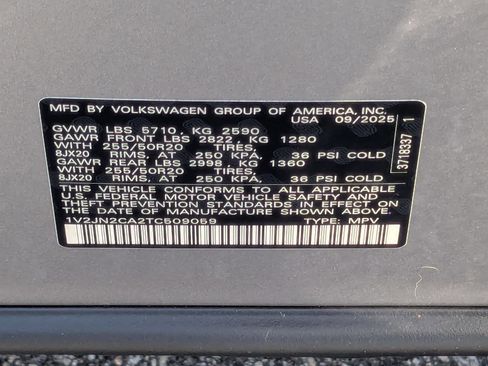 MFD BY VOLKSWAGEN GROUP OF AMERICA, INC.
USA 09/2025
GVWR LBS 5710, KG 2590
GAWR FRONT LBS 2822, KG 1280
WITH 255/50R20 TIRES,
8JX20 RIMS, AT 250 KPA, 36 PSI COLD
GAWR REAR LBS 2998 KG 1360
WITH 255/50R20 TIRES,
8JX20 RIMS, AT 250 KPA, 36 PSI COLD
THIS VEHICLE CONFORMS TO ALL APPLICABLE
U.S. FEDERAL MOTOR VEHICLE SAFETY AND
THEFT PREVENTION STANDARDS IN EFFECT ON
THE DATE OF MANUFACTURE SHOWN ABOVE.
1V2JN2CA2TC509059 TYPE: MPV
3718337 1